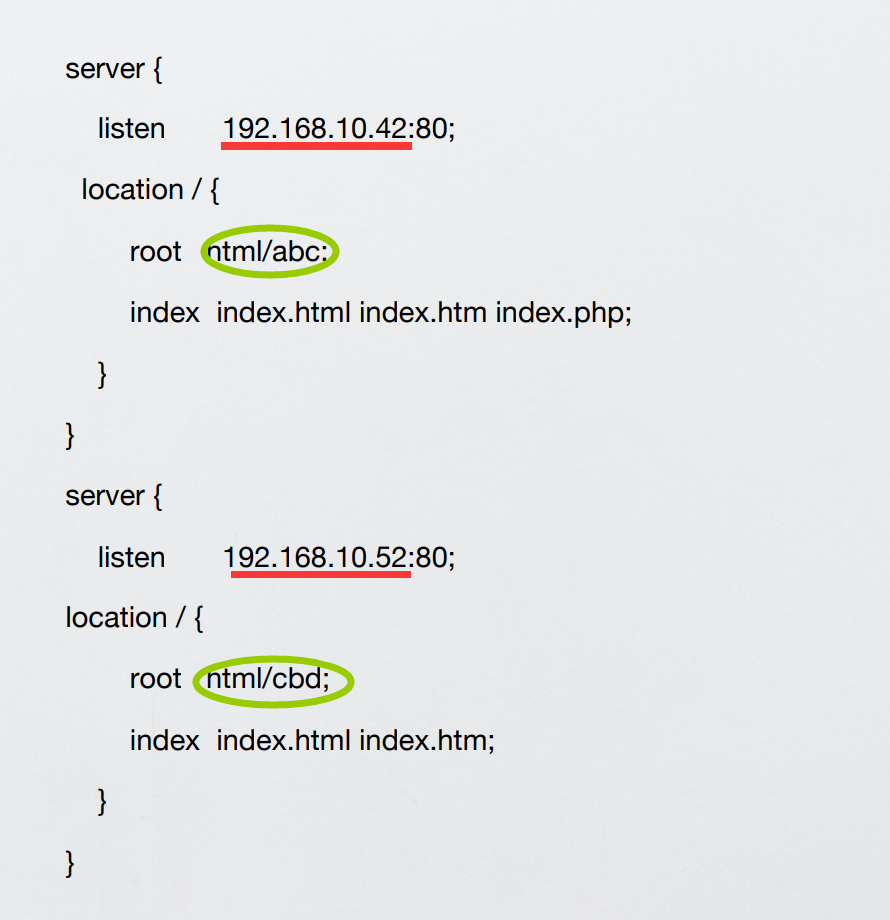 server {
listen 192.168.10.42:80;
location / {
root html/abc;
index index.html index.htm index.php;
}
}
server {
listen 192.168.10.52:80;
location / {
root html/cbd;
index index.html index.htm;
}
}